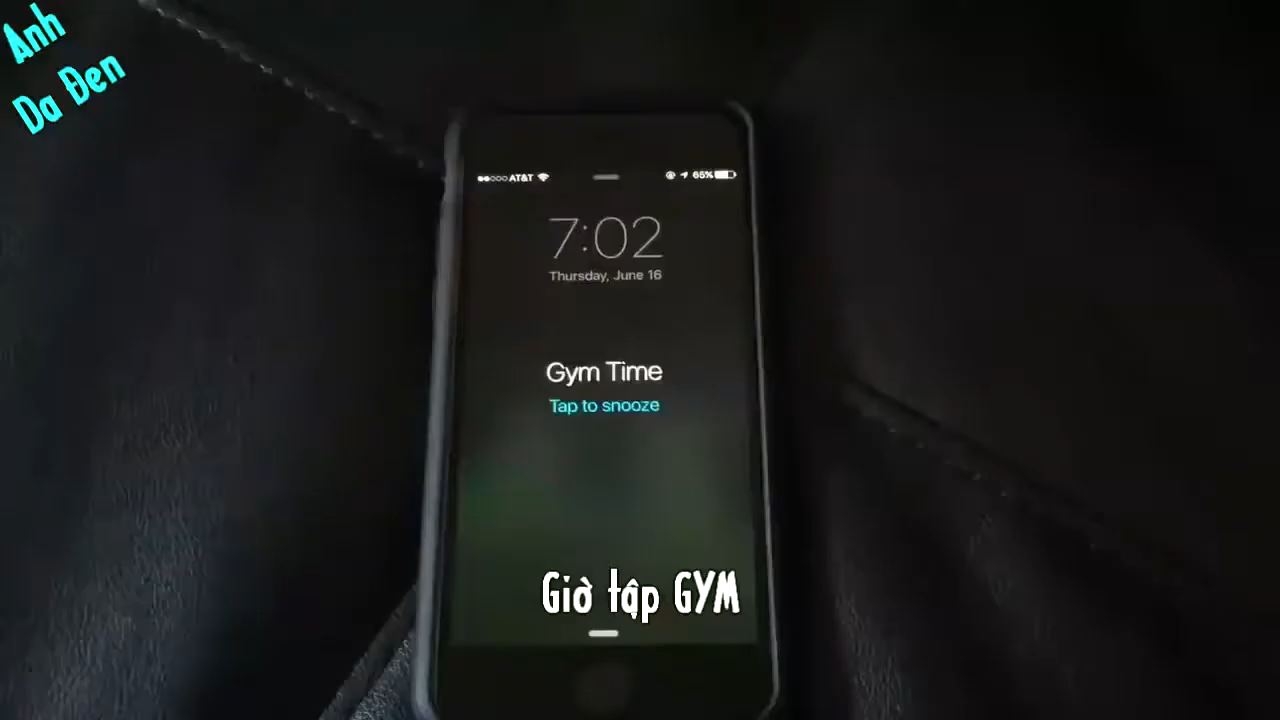 Anh
Da Đen
AT&T 65%
7:02
Thursday, June 16
Gym Time
Tap to snooze
Giờ tập GYM